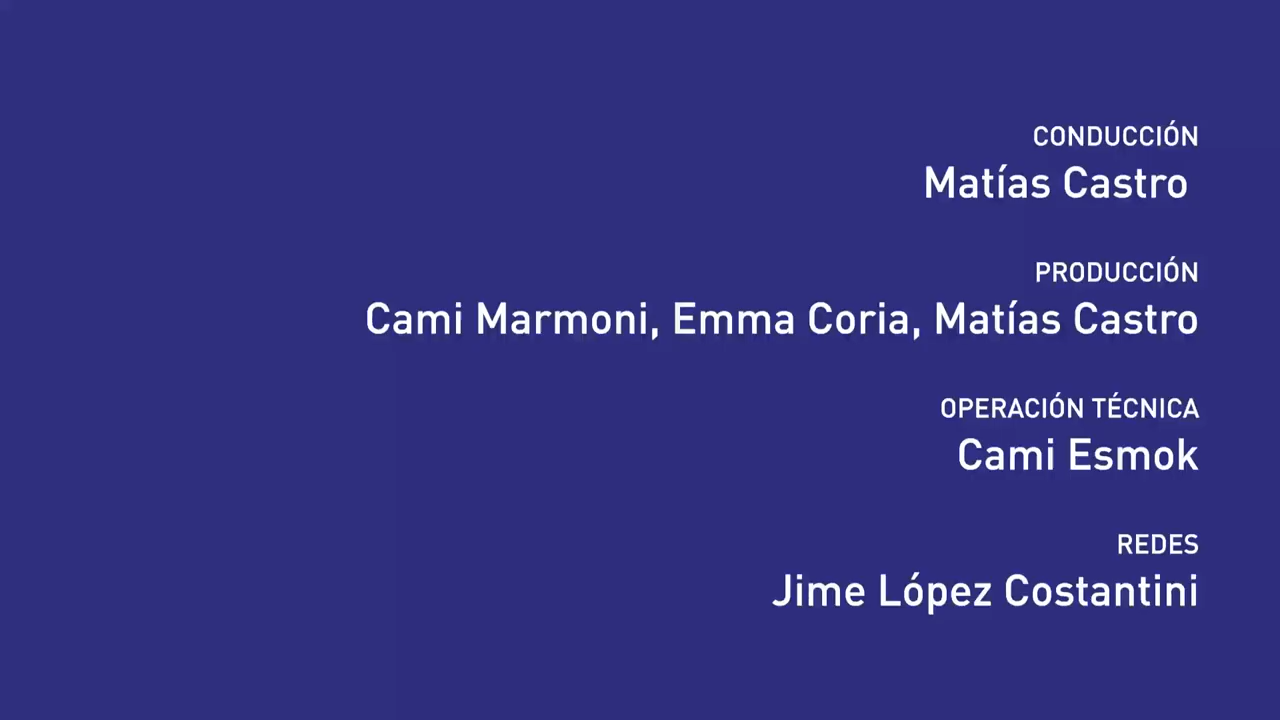 CONDUCCIÓN
Matías Castro
PRODUCCIÓN
Cami Marmoni, Emma Coria, Matías Castro
OPERACIÓN TÉCNICA
Cami Esmok
REDES
Jime López Costantini